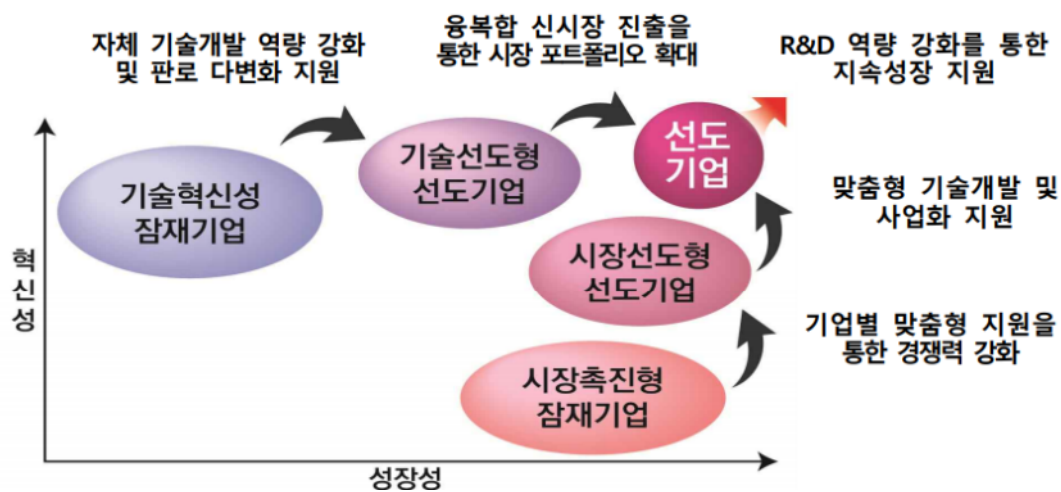 자체 기술개발 역량 강화
및 판로 다변화 지원
융복합 신시장 진출을
통한 시장 포트폴리오 확대
R&D 역량 강화를 통한
지속성장 지원
기술혁신성
잠재기업
기술선도형
선도기업
선도
기업
맞춤형 기술개발 및
사업화 지원
시장선도형
선도기업
기업별 맞춤형 지원을
통한 경쟁력 강화
시장촉진형
잠재기업
혁신성
성장성